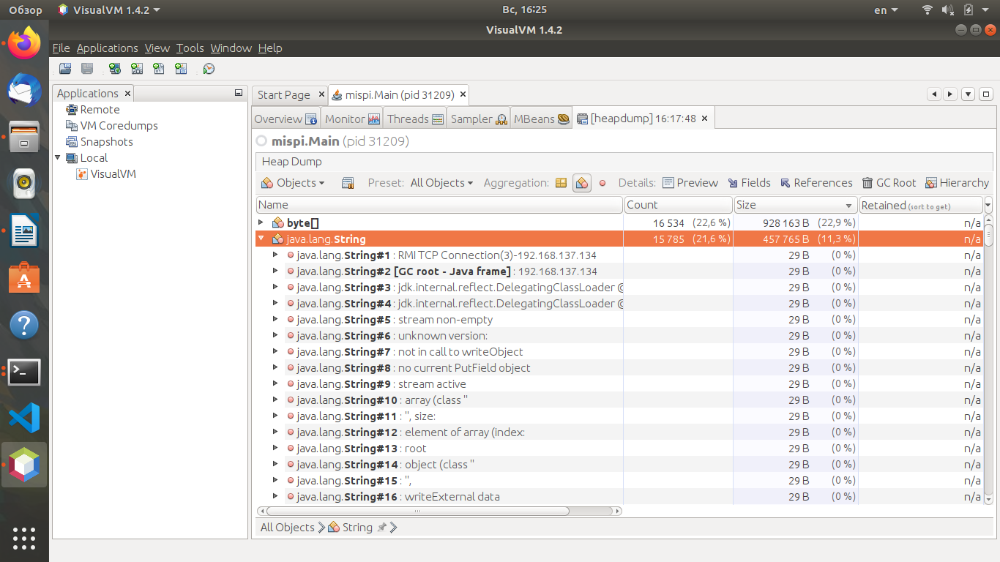 Обзор VisualVM 1.4.2 Вс, 16:25 en
VisualVM 1.4.2
File Applications View Tools Window Help
Applications
Remote
VM Coredumps
Snapshots
Local
VisualVM
Start Page mispi.Main (pid 31209)
Overview Monitor Threads Sampler MBeans [heapdump] 16:17:48
mispi.Main (pid 31209)
Heap Dump
Objects Preset: All Objects Aggregation: Details: Preview Fields References GC Root Hierarchy
Name Count Size Retained (sort to get)
byte[] 16 534 (22,6 %) 928 163 B (22,9 %) n/a
java.lang.String 15 785 (21,6 %) 457 765 B (11,3 %) n/a
java.lang.String#1 : RMI TCP Connection(3)-192.168.137.134 29 B (0 %) n/a
java.lang.String#2 [GC root - Java frame] : 192.168.137.134 29 B (0 %) n/a
java.lang.String#3 : jdk.internal.reflect.DelegatingClassLoader @ 29 B (0 %) n/a
java.lang.String#4 : jdk.internal.reflect.DelegatingClassLoader @ 29 B (0 %) n/a
java.lang.String#5 : stream non-empty 29 B (0 %) n/a
java.lang.String#6 : unknown version: 29 B (0 %) n/a
java.lang.String#7 : not in call to writeObject 29 B (0 %) n/a
java.lang.String#8 : no current PutField object 29 B (0 %) n/a
java.lang.String#9 : stream active 29 B (0 %) n/a
java.lang.String#10 : array (class " 29 B (0 %) n/a
java.lang.String#11 : ", size: 29 B (0 %) n/a
java.lang.String#12 : element of array (index: 29 B (0 %) n/a
java.lang.String#13 : root 29 B (0 %) n/a
java.lang.String#14 : object (class " 29 B (0 %) n/a
java.lang.String#15 : ", 29 B (0 %) n/a
java.lang.String#16 : writeExternal data 29 B (0 %) n/a
All Objects String